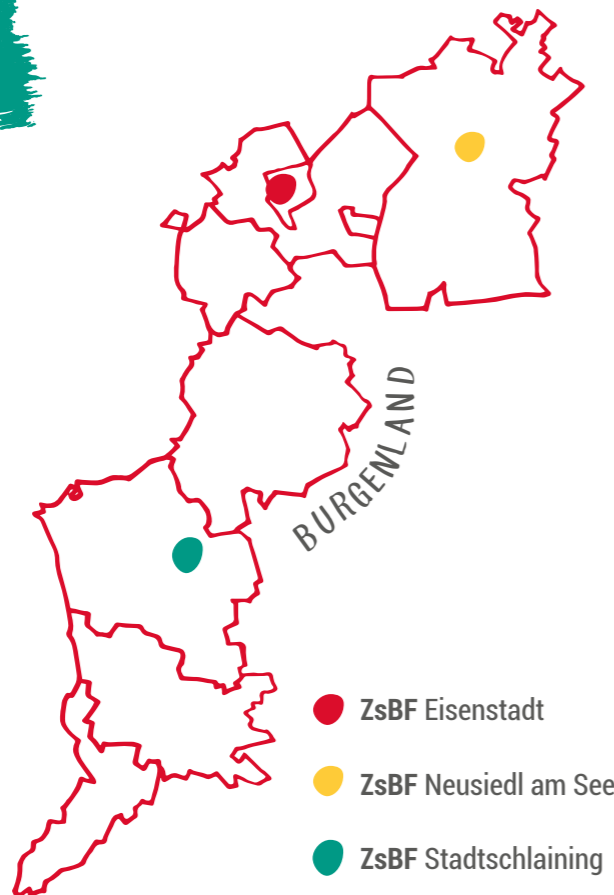 BURGENLAND
ZsBF Eisenstadt
ZsBF Neusiedl am See
ZsBF Stadtschlaining